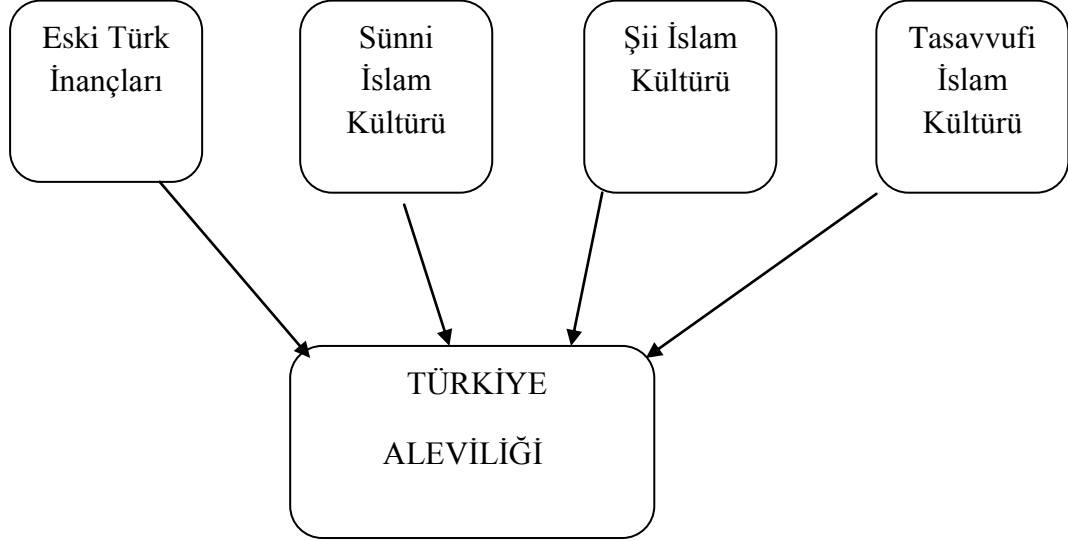 Eski Türk
İnançları
Sünni
İslam
Kültürü
Şii İslam
Kültürü
Tasavvufi
İslam
Kültürü
TÜRKİYE
ALEVİLİĞİ